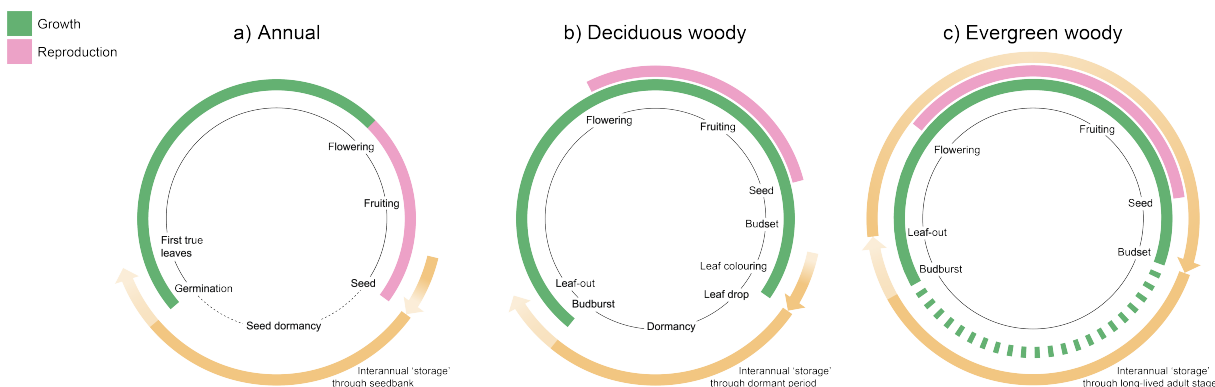 Growth
Reproduction
a) Annual
Flowering
Fruiting
Seed
Seed dormancy
Germination
First true
leaves
Interannual ‘storage’
through seedbank
b) Deciduous woody
Flowering
Fruiting
Seed
Budset
Leaf colouring
Leaf drop
Dormancy
Budburst
Leaf-out
Interannual ‘storage’
through dormant period
c) Evergreen woody
Flowering
Fruiting
Seed
Budset
Budburst
Leaf-out
Interannual ‘storage’
through long-lived adult stage